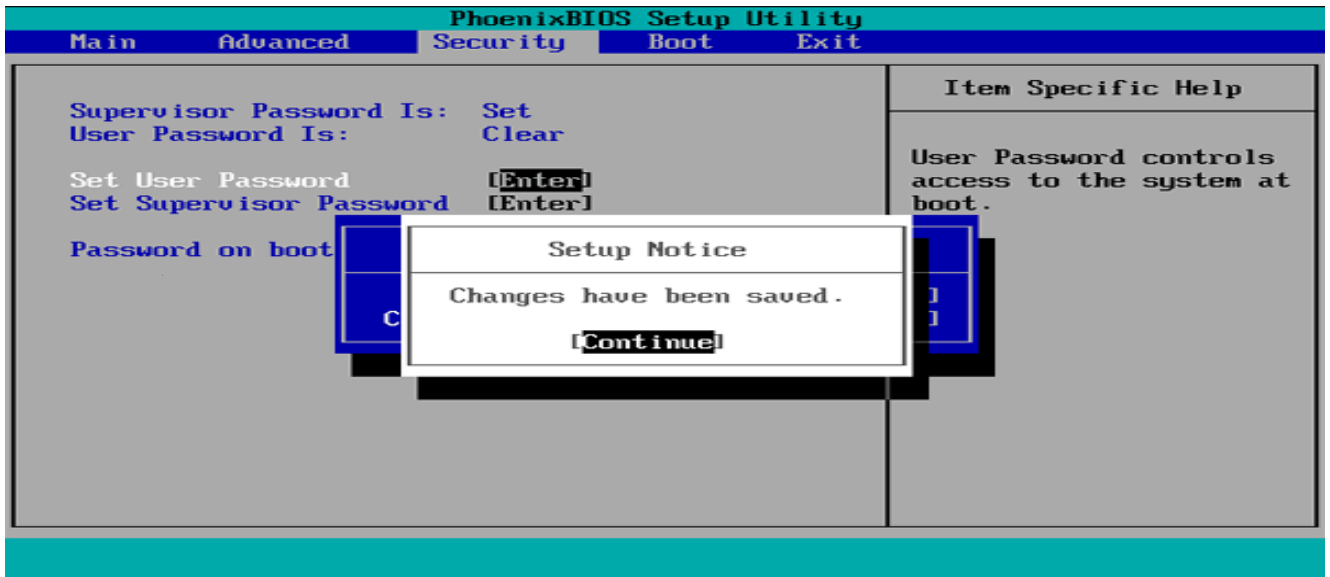 PhoenixBIOS Setup Utility
Main Advanced Security Boot Exit
Supervisor Password Is: Set
User Password Is: Clear
Set User Password [Enter]
Set Supervisor Password [Enter]
Password on boot
C
]
]
Setup Notice
Changes have been saved.
[Continue]
Item Specific Help
User Password controls
access to the system at
boot.